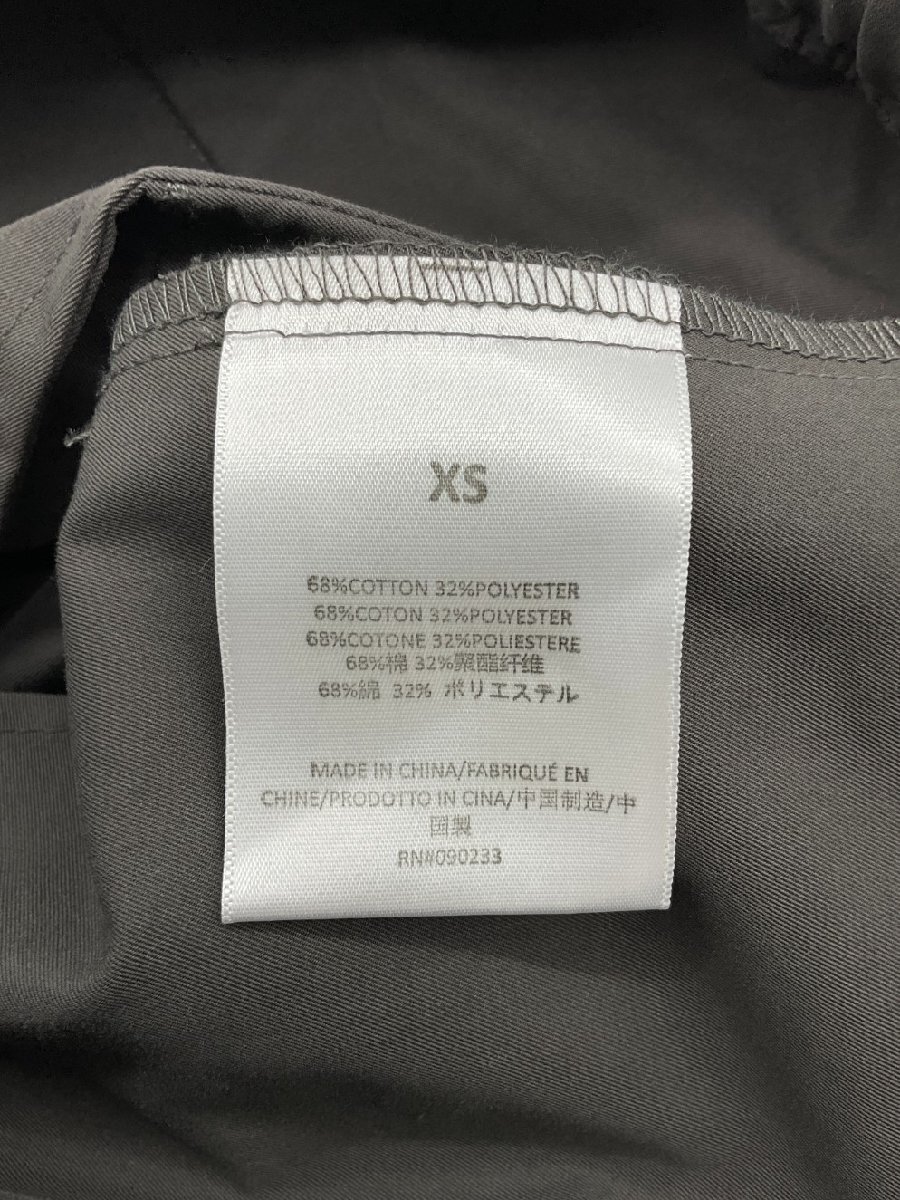 XS
68%COTTON 32%POLYESTER
68%COTON 32%POLYESTER
68%COTONE 32%POLIESTERE
68%棉 32%聚酯纤维
68%綿 32% ポリエステル
MADE IN CHINA/FABRIQUÉ EN
CHINE/PRODOTTO IN CINA/中国制造/中
国製
RN#090233